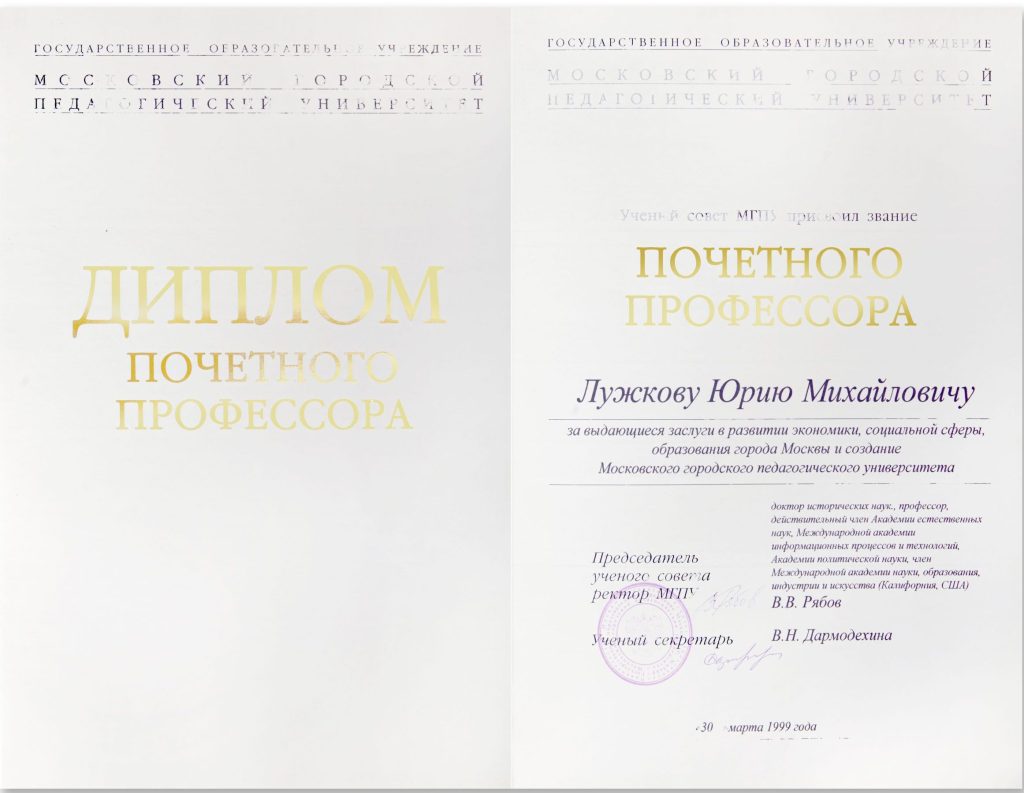 ГОСУДАРСТВЕННОЕ ОБРАЗОВАТЕЛЬНОЕ УЧРЕЖДЕНИЕ
МОСКОВСКИЙ ГОРОДСКОЙ
ПЕДАГОГИЧЕСКИЙ УНИВЕРСИТЕТ
ДИПЛОМ
ПОЧЕТНОГО
ПРОФЕССОРА
ГОСУДАРСТВЕННОЕ ОБРАЗОВАТЕЛЬНОЕ УЧРЕЖДЕНИЕ
МОСКОВСКИЙ ГОРОДСКОЙ
ПЕДАГОГИЧЕСКИЙ УНИВЕРСИТЕТ
Ученый совет МГПУ присвоил звание
ПОЧЕТНОГО
ПРОФЕССОРА
Лужкову Юрию Михайловичу
за выдающиеся заслуги в развитии экономики, социальной сферы,
образования города Москвы и создание
Московского городского педагогического университета
Председатель
ученого совета
ректор МГПУ
доктор исторических наук., профессор,
действительный член Академии естественных
наук, Международной академии
информационных процессов и технологий,
Академии политической науки, член
Международной академии науки, образования,
индустрии и искусства (Калифорния, США)
В.В. Рябов
Ученый секретарь
В.Н. Дармодехина
«30 » марта 1999 года